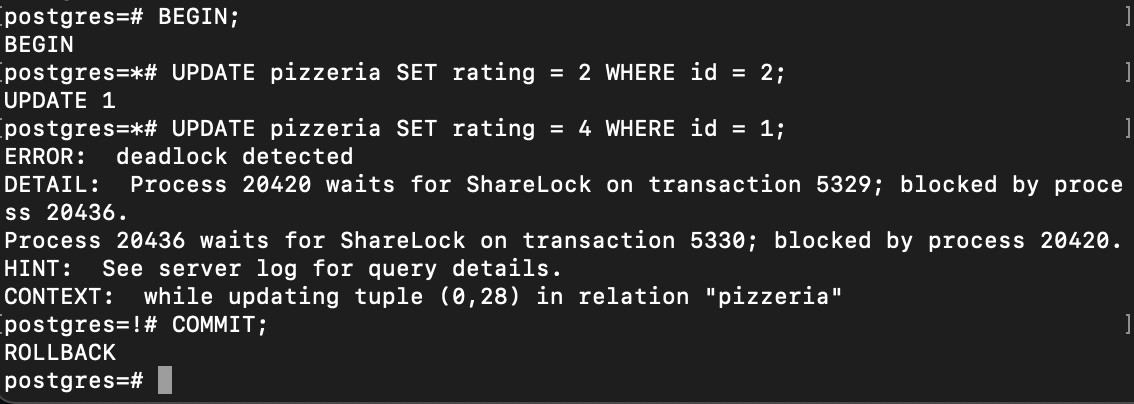 [postgres=# BEGIN; ]
BEGIN
[postgres=*# UPDATE pizzeria SET rating = 2 WHERE id = 2; ]
UPDATE 1
[postgres=*# UPDATE pizzeria SET rating = 4 WHERE id = 1; ]
ERROR:  deadlock detected
DETAIL:  Process 20420 waits for ShareLock on transaction 5329; blocked by proce
ss 20436.
Process 20436 waits for ShareLock on transaction 5330; blocked by process 20420.
HINT:  See server log for query details.
CONTEXT:  while updating tuple (0,28) in relation "pizzeria"
[postgres=!# COMMIT; ]
ROLLBACK
postgres=#